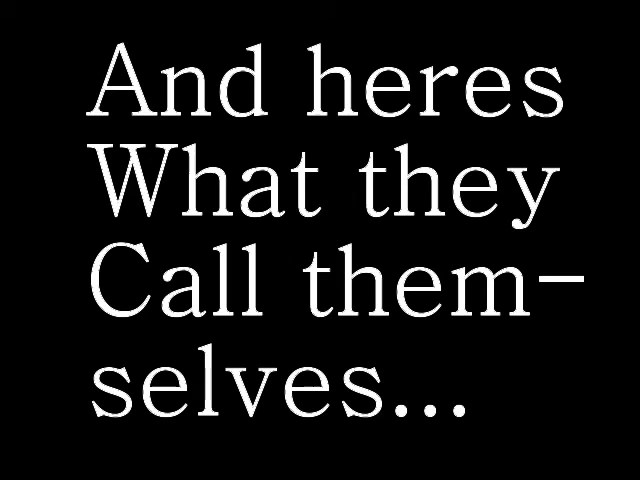 And heres
What they
Call them-
selves...